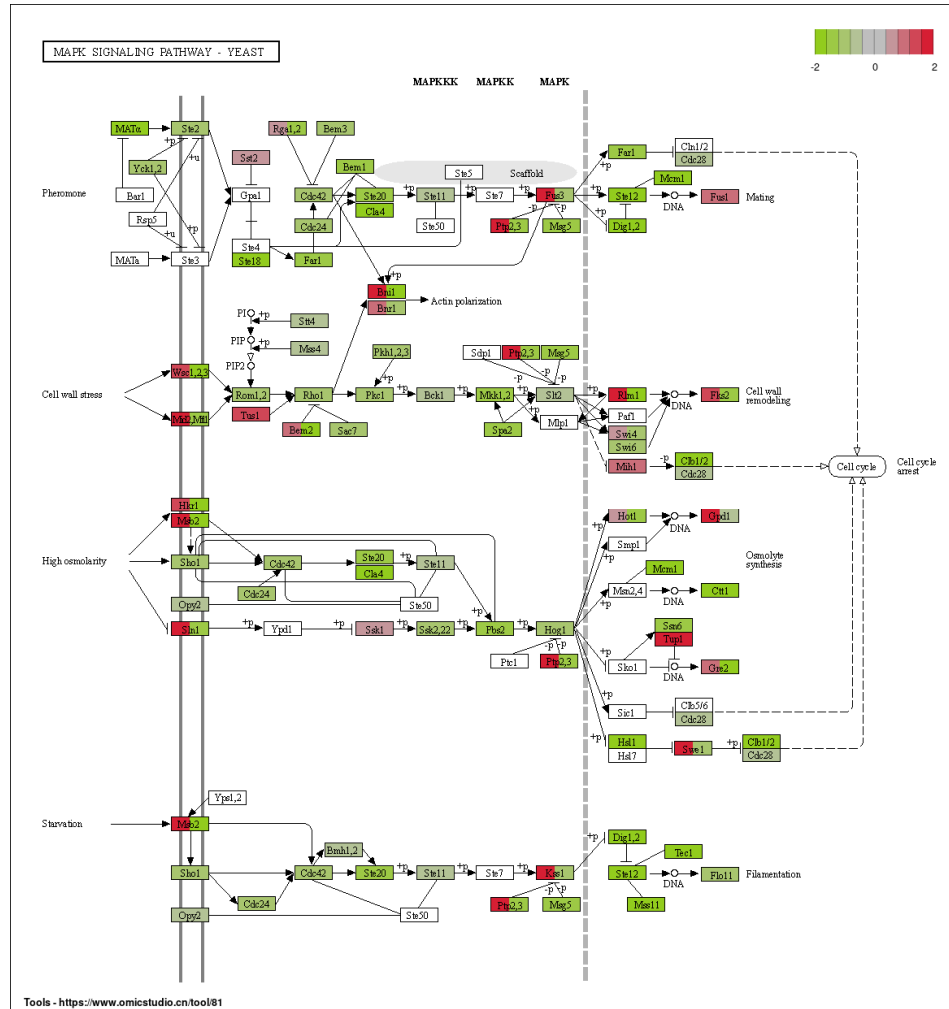 MAPK SIGNALING PATHWAY - YEAST
-2 0 2
MAPKKK MAPKK MAPK
MATα Ste2 Rga1,2 Bem3
+p
Yck1,2 +u Sst2 Bem1 Ste5 Scaffold Far1 Cln1/2
Cdc28
+p
Pheromone Bar1 Gpa1 Cdc42 Ste20 +p Ste11 +p Ste7 +p Fus3 +p Ste12 Mcm1 Fus1 Mating
Cla4 DNA
Rsp5 Cdc24 Ste50 Ptp2,3 -p -p Msg5 +p Dig1,2
+u +p
Ste4
MATa Ste3 Ste18 Far1
+p
Bni1
Bnr1 Actin polarization
PI +p Stt4
PIP +p Mss4
PIP2
Pkh1,2,3 Sdp1 Ptp2,3 Msg5
Wsc1,2,3 +p -p -p
Cell wall stress Rom1,2 Rho1 Pkc1 +p Bck1 +p Mkk1,2 +p Slt2 +p Rlm1 DNA Fks2 Cell wall
remodeling
Mid2,Mtl1 Tus1 +p Mlp1 Paf1
Bem2 Sac7 Spa2 +p Swi4
Swi6
+p Mih1 -p Clb1/2
Cdc28 Cell cycle Cell cycle
arrest
Hkr1
Msb2 Hot1 DNA Gpd1
+p
High osmolarity Sho1 Cdc42 Ste20 +p Ste11 Smp1 Osmolyte
synthesis
Cla4 Mcm1
Cdc24 +p Msn2,4 DNA Ctt1
Opy2 Ste50
+p
Sln1 +p Ypd1 +p Ssk1 Ssk2,22 +p Pbs2 +p Hog1 Ssn6
Tup1
Ptc1 -p -p Ptp2,3 +p Sko1 DNA Gre2
+p Sic1 Clb5/6
Cdc28
+p Hsl1
Hsl7 Swe1 +p Clb1/2
Cdc28
Yps1,2
Starvation Msb2 +p Dig1,2
Bmh1,2 Tec1
Sho1 Cdc42 Ste20 +p Ste11 +p Ste7 +p Kss1 Ste12 DNA Flo11 Filamentation
-p
-p
Cdc24 Ptp2,3 Msg5 Mss11
Opy2 Ste50
Tools - https://www.omicstudio.cn/tool/81